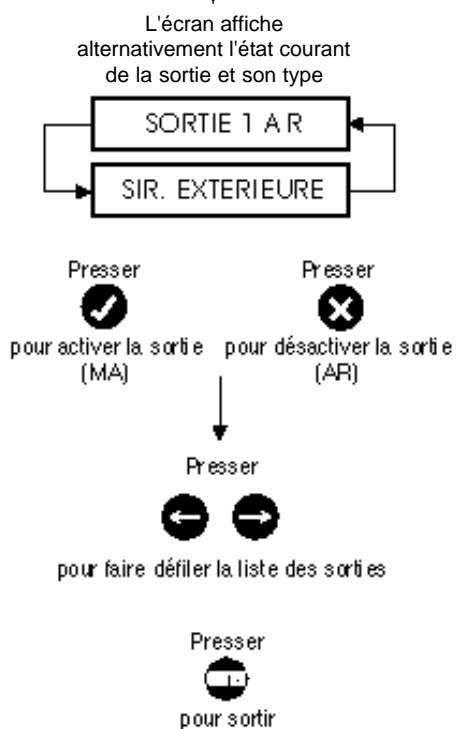 L'écran affiche
alternativement l'état courant
de la sortie et son type
SORTIE 1 A R
SIR. EXTERIEURE
Presser
Presser
pour activer la sortie
(MA)
pour désactiver la sortie
(AR)
Presser
pour faire défiler la liste des sorties
Presser
pour sortir